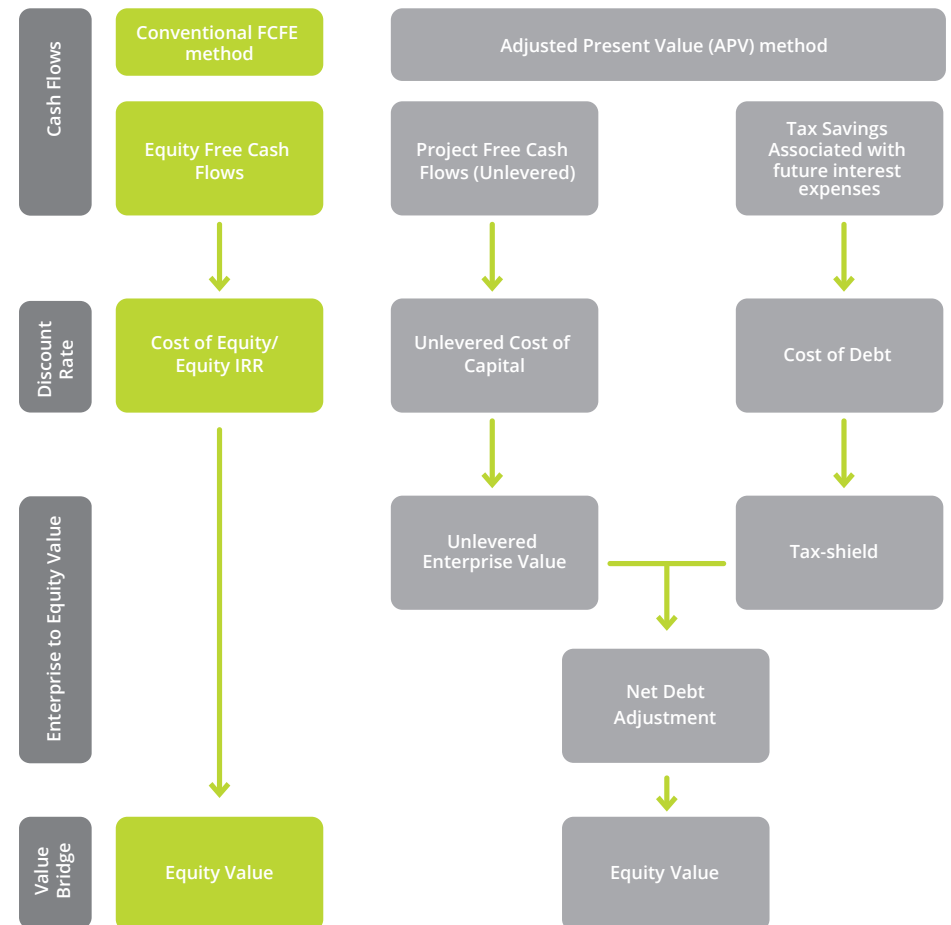 Cash Flows
Conventional FCFE
method
Adjusted Present Value (APV) method
Equity Free Cash
Flows
Project Free Cash
Flows (Unlevered)
Tax Savings
Associated with
future interest
expenses
Discount
Rate
Cost of Equity/
Equity IRR
Unlevered Cost of
Capital
Cost of Debt
Enterprise to Equity Value
Unlevered
Enterprise Value
Tax-shield
Net Debt
Adjustment
Value
Bridge
Equity Value
Equity Value